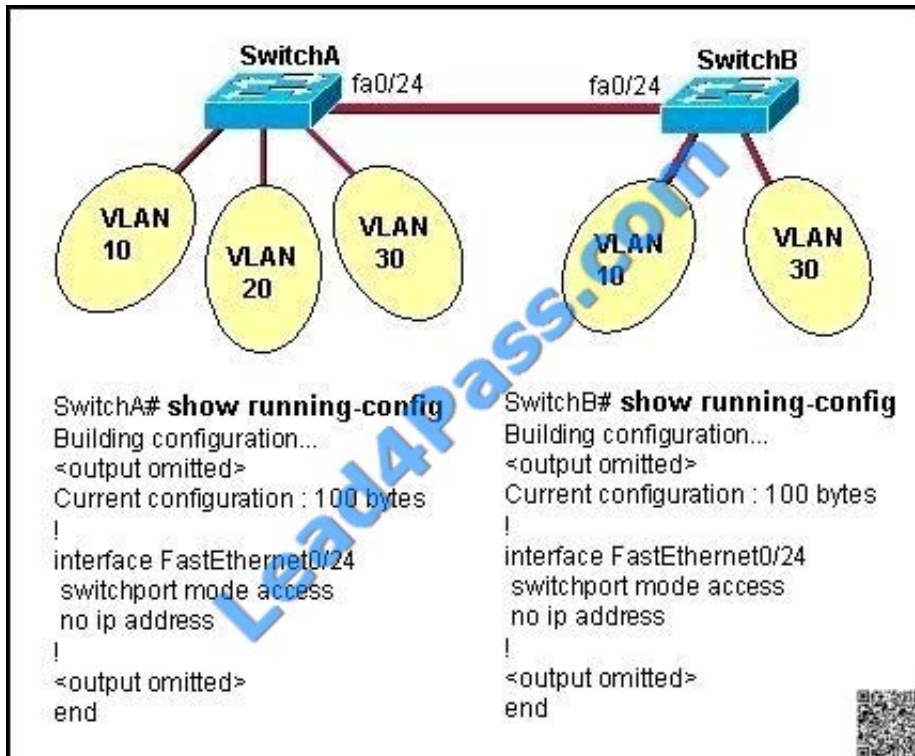 SwitchA
SwitchB
fa0/24
fa0/24
VLAN
10
VLAN
20
VLAN
30
VLAN
10
VLAN
30
Lead4Pass.com
SwitchA# show running-config
Building configuration...
<output omitted>
Current configuration : 100 bytes
!
interface FastEthernet0/24
switchport mode access
no ip address
!
<output omitted>
end
SwitchB# show running-config
Building configuration...
<output omitted>
Current configuration : 100 bytes
!
interface FastEthernet0/24
switchport mode access
no ip address
!
<output omitted>
end